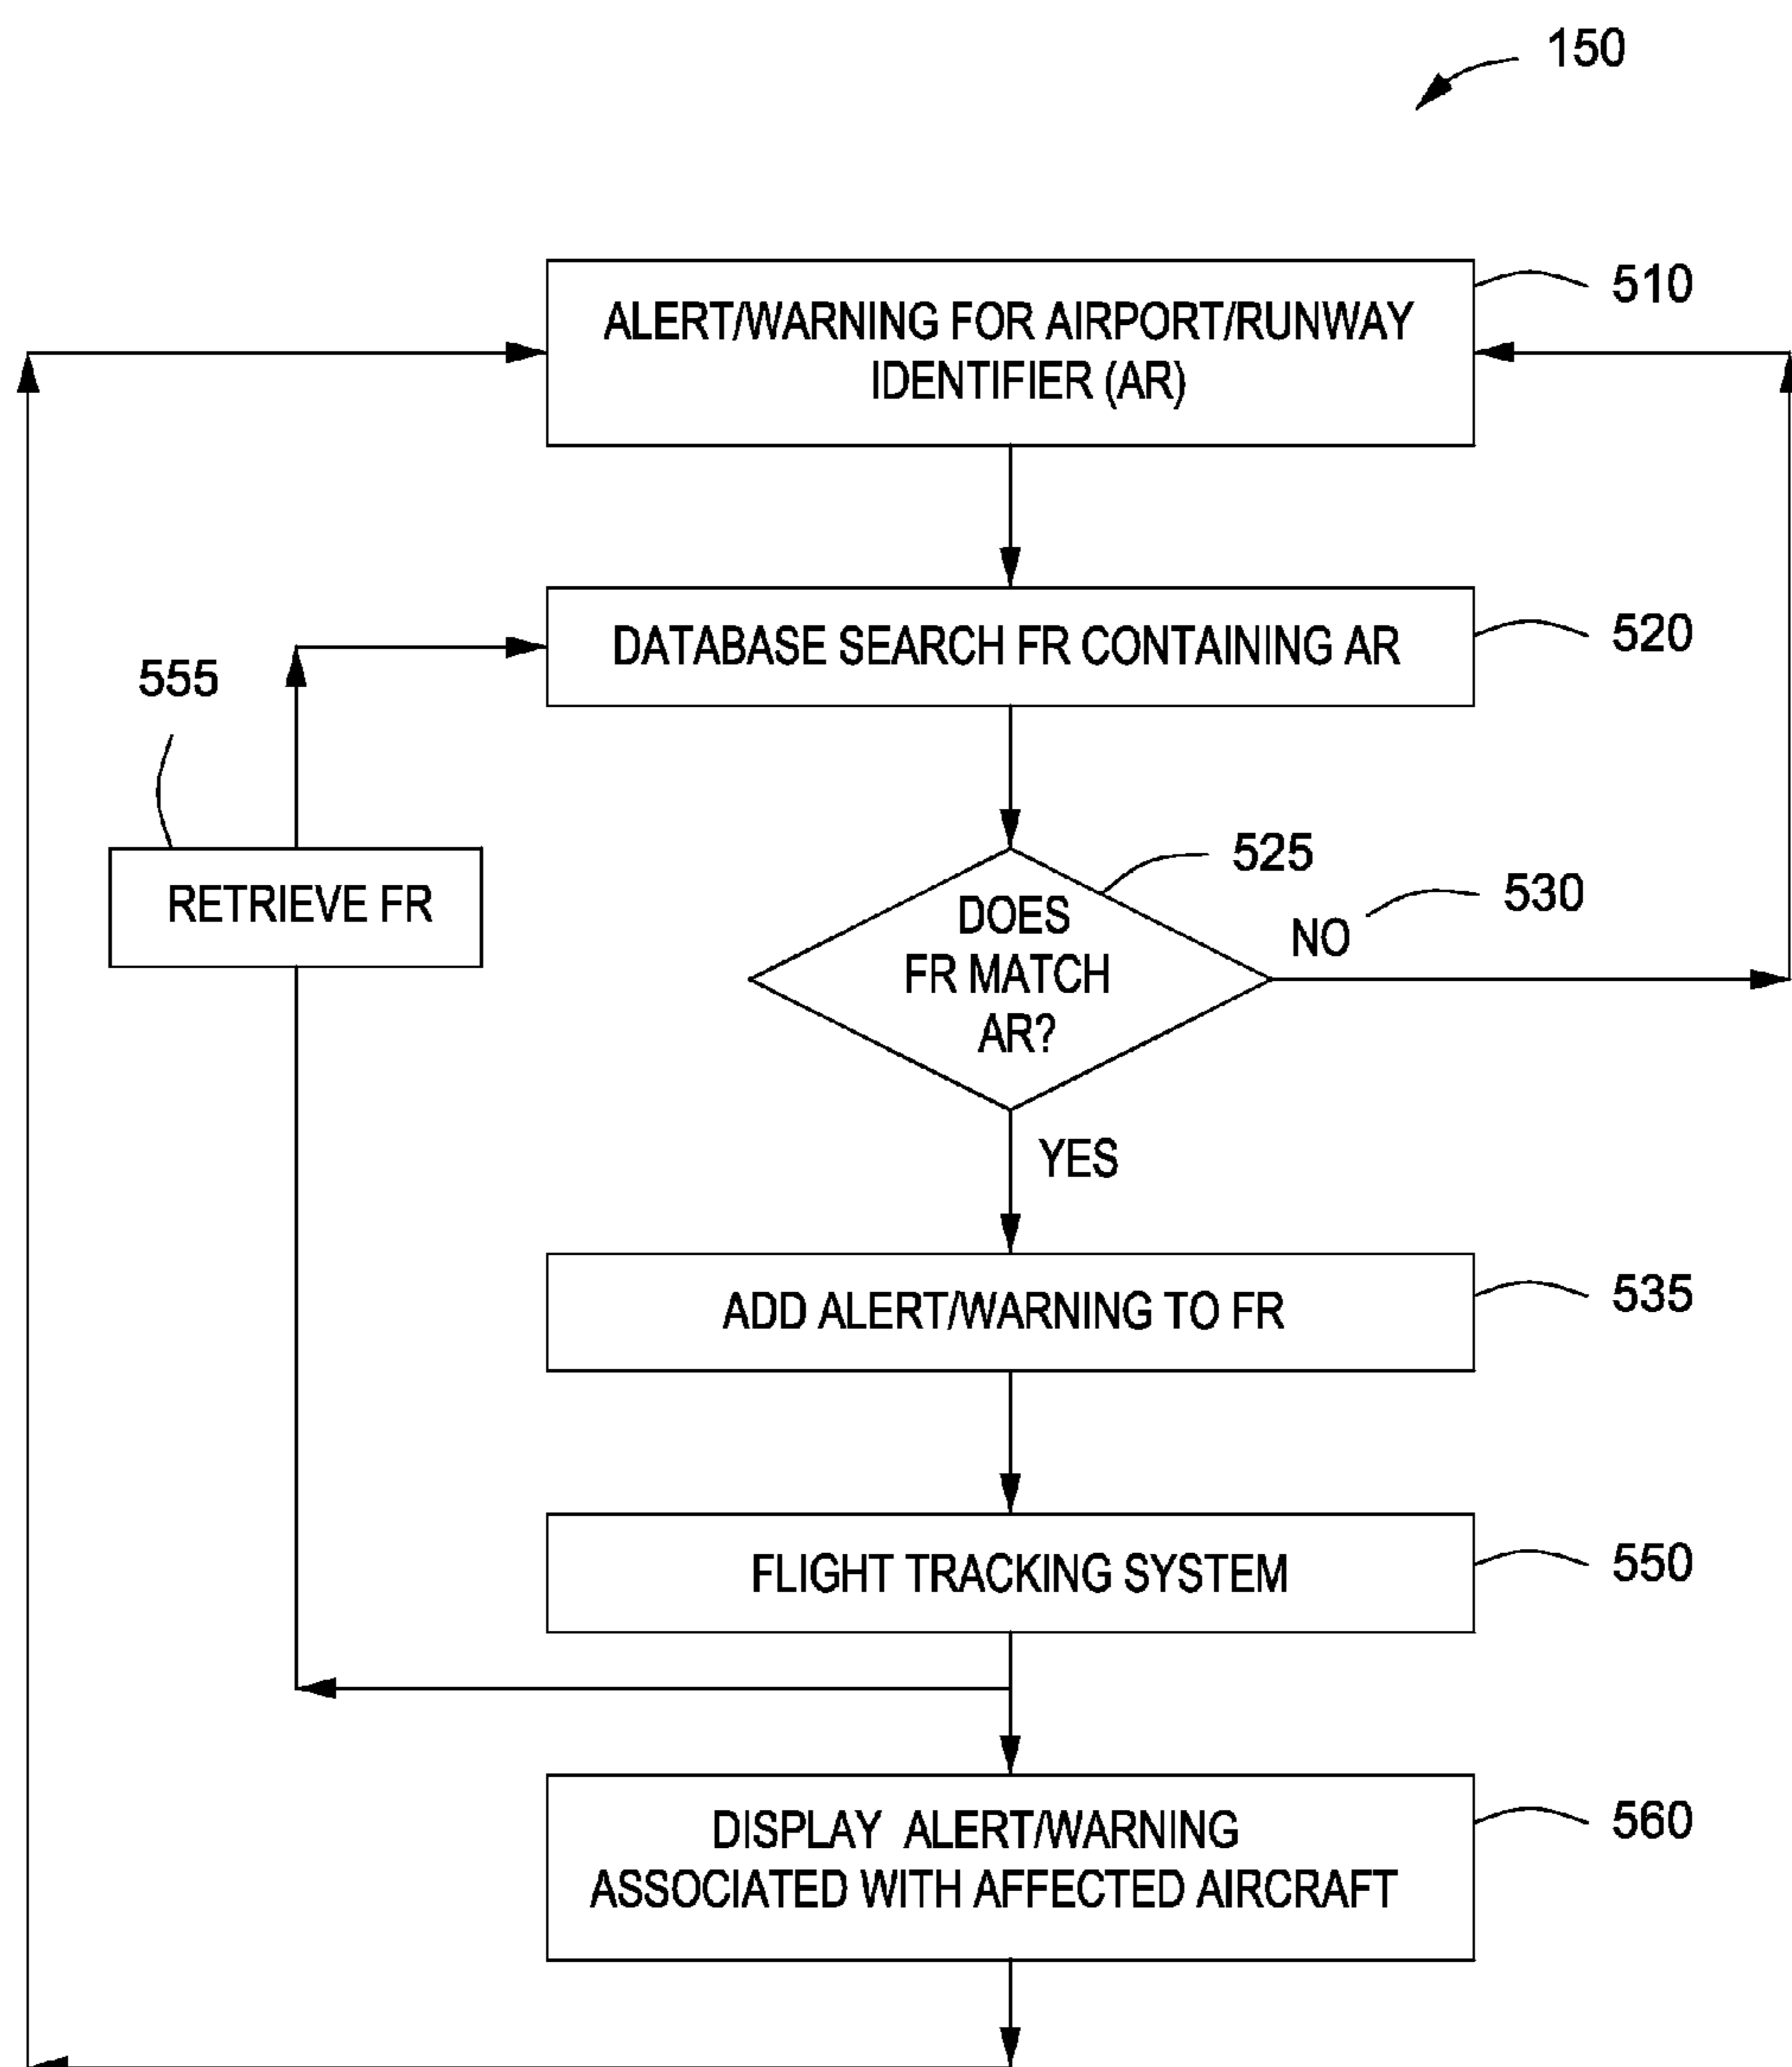 150
ALERT/WARNING FOR AIRPORT/RUNWAY
IDENTIFIER (AR)
510
DATABASE SEARCH FR CONTAINING AR
520
555
RETRIEVE FR
525
DOES
FR MATCH
AR?
NO
530
YES
ADD ALERT/WARNING TO FR
535
FLIGHT TRACKING SYSTEM
550
DISPLAY ALERT/WARNING
ASSOCIATED WITH AFFECTED AIRCRAFT
560